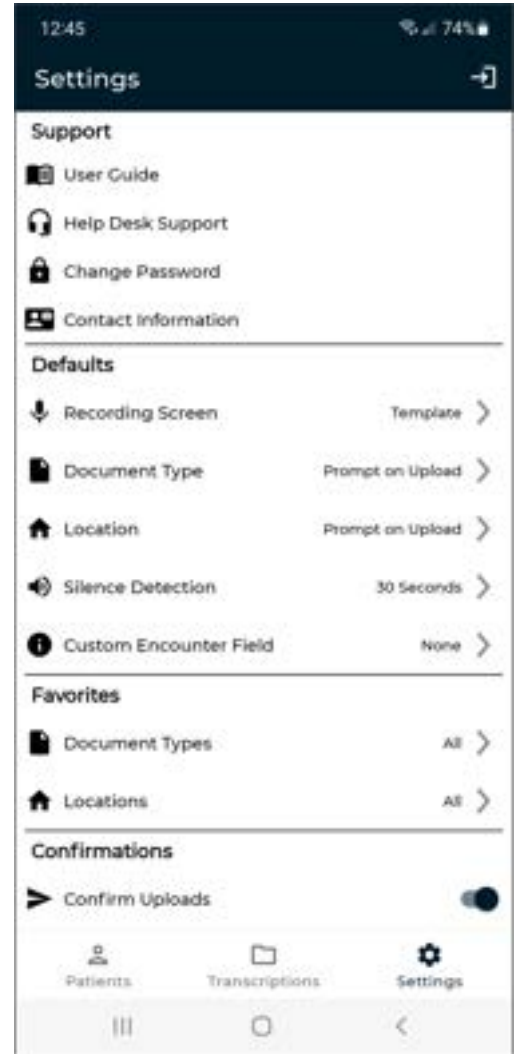 12:45 74%
Settings
Support
User Guide
Help Desk Support
Change Password
Contact Information
Defaults
Recording Screen Template
Document Type Prompt on Upload
Location Prompt on Upload
Silence Detection 30 Seconds
Custom Encounter Field None
Favorites
Document Types All
Locations All
Confirmations
Confirm Uploads
Patients Transcriptions Settings